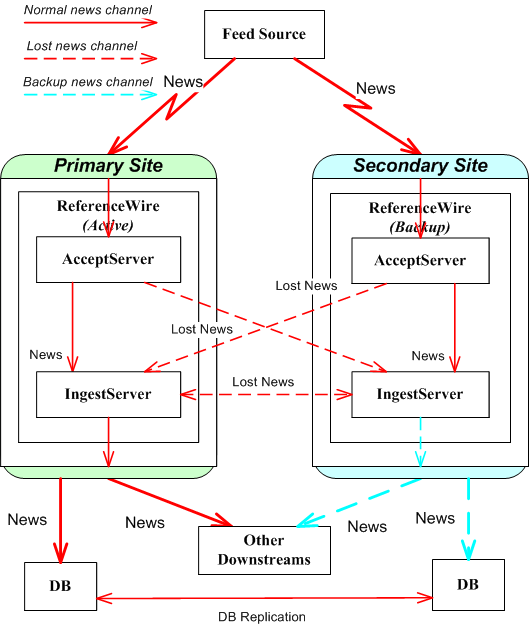 Normal news channel
Feed Source
Lost news channel
Backup news channel
News
News
Primary Site
Secondary Site
ReferenceWire
(Active)
ReferenceWire
(Backup)
AcceptServer
AcceptServer
Lost News
Lost News
News
News
Lost News
IngestServer
IngestServer
News
News
News
News
Other
Downstreams
DB
DB
DB Replication